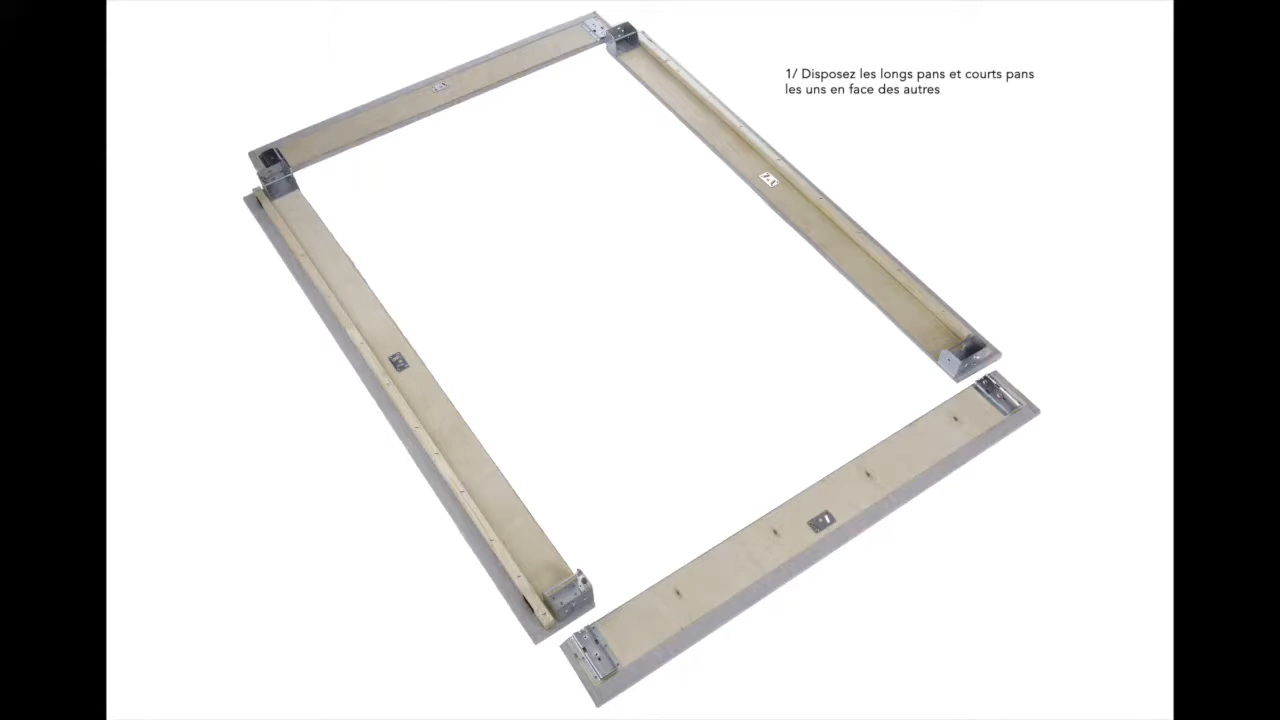 1/ Disposez les longs pans et courts pans
les uns en face des autres